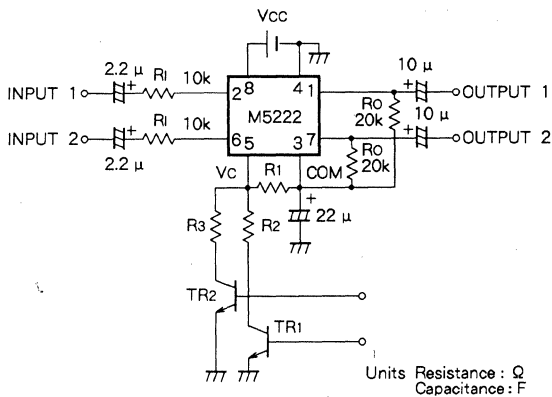 VCC
2.2 μ
RI
10k
INPUT 1
INPUT 2
RI
10k
2.2 μ
8
4
2
1
M5222
6
7
5
3
10 μ
OUTPUT 1
RO
20k
10 μ
OUTPUT 2
RO
20k
VC
R1
COM
22 μ
R3
R2
TR2
TR1
Units Resistance : Ω
Capacitance : F